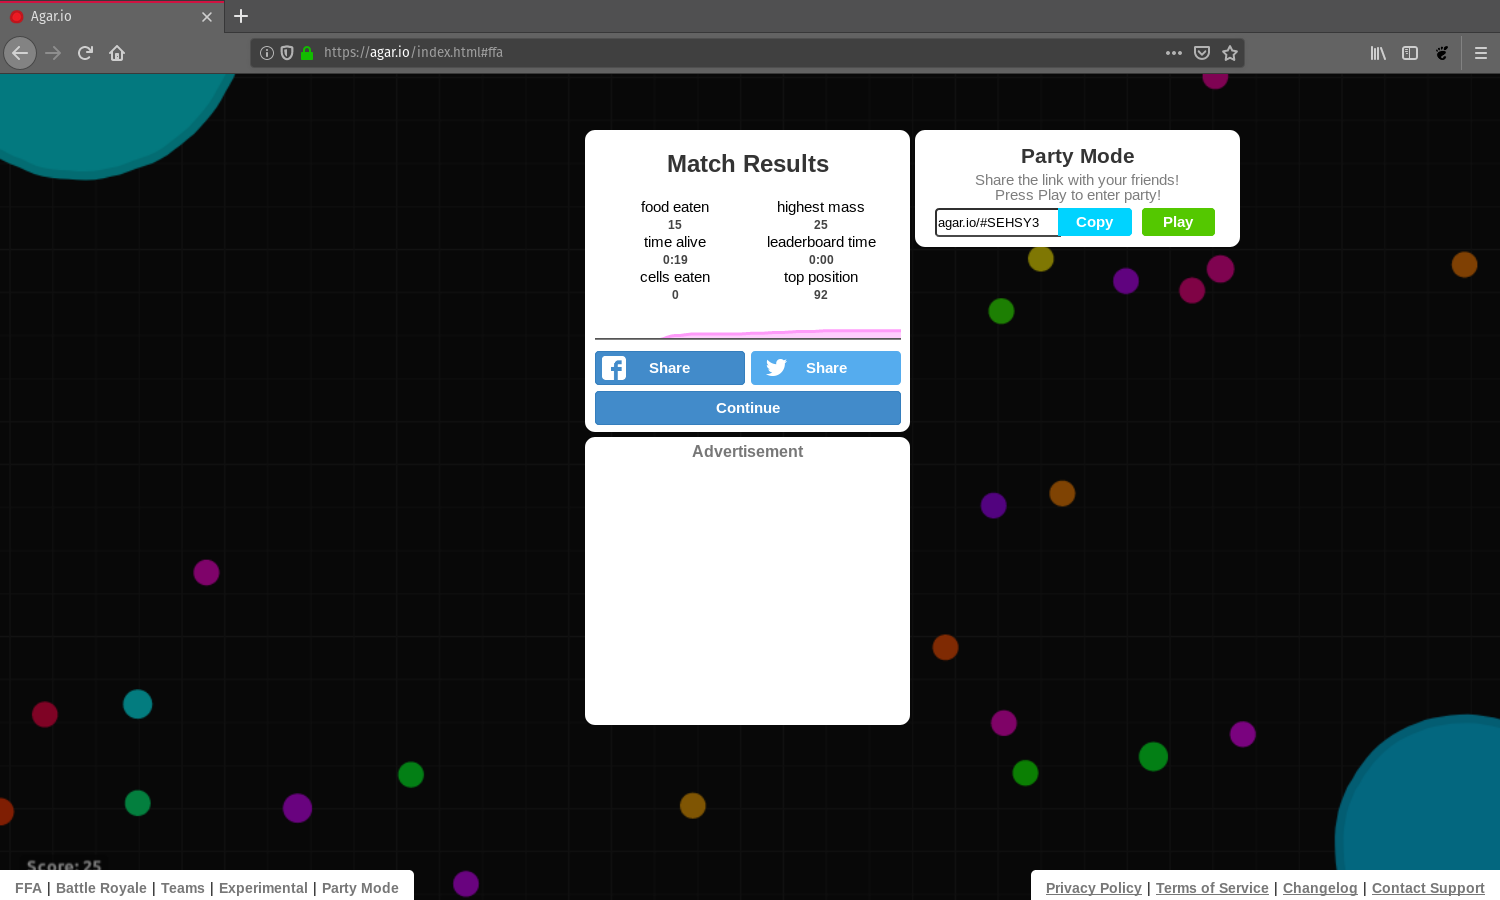 Agar.io
https://agar.io/index.html#ffa
Match Results
food eaten
15
highest mass
25
time alive
0:19
leaderboard time
0:00
cells eaten
0
top position
92
Share
Share
Continue
Advertisement
Party Mode
Share the link with your friends!
Press Play to enter party!
agar.io/#SEHSY3
Copy
Play
Score: 25
FFA | Battle Royale | Teams | Experimental | Party Mode
Privacy Policy | Terms of Service | Changelog | Contact Support